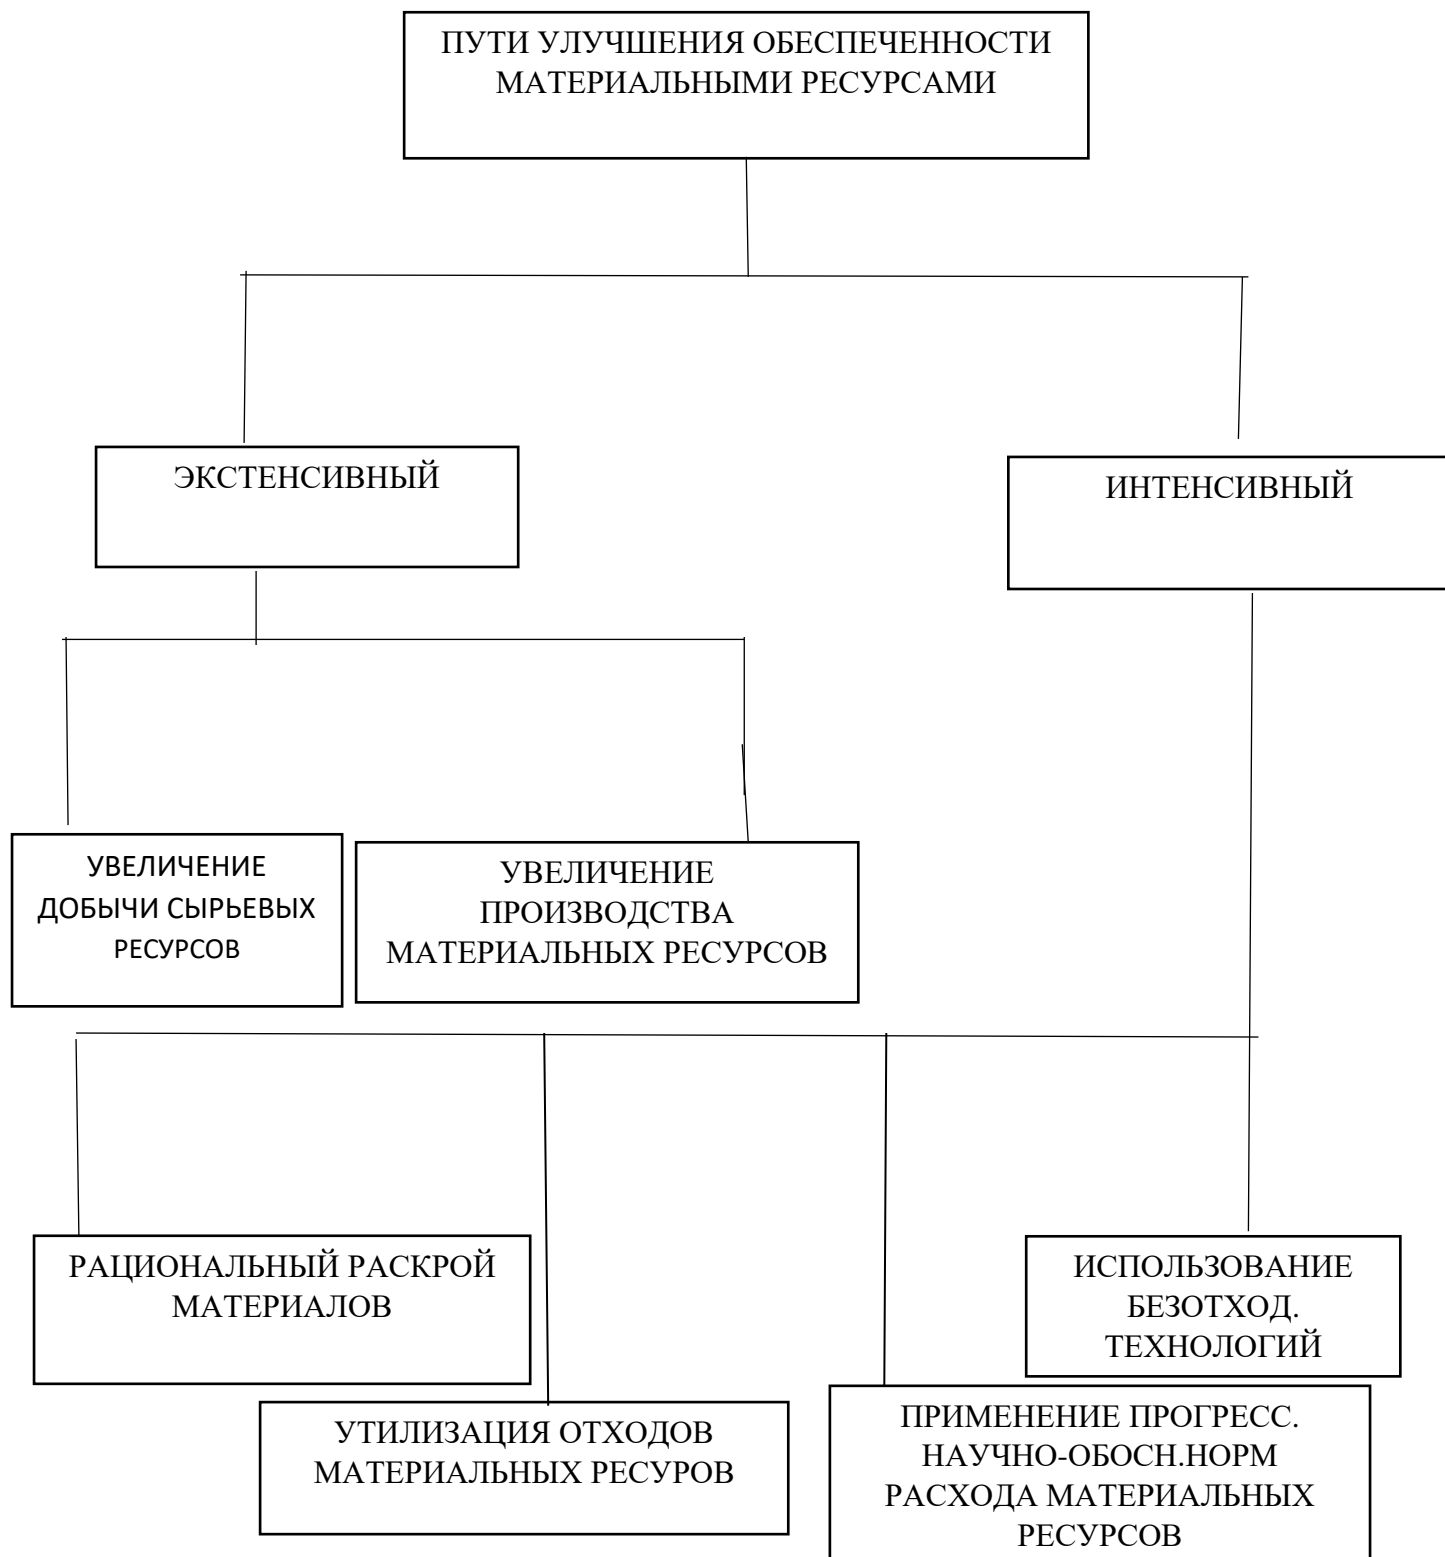 ПУТИ УЛУЧШЕНИЯ ОБЕСПЕЧЕННОСТИ
МАТЕРИАЛЬНЫМИ РЕСУРСАМИ
ЭКСТЕНСИВНЫЙ
ИНТЕНСИВНЫЙ
УВЕЛИЧЕНИЕ
ДОБЫЧИ СЫРЬЕВЫХ
РЕСУРСОВ
УВЕЛИЧЕНИЕ
ПРОИЗВОДСТВА
МАТЕРИАЛЬНЫХ РЕСУРСОВ
РАЦИОНАЛЬНЫЙ РАСКРОЙ
МАТЕРИАЛОВ
УТИЛИЗАЦИЯ ОТХОДОВ
МАТЕРИАЛЬНЫХ РЕСУРОВ
ПРИМЕНЕНИЕ ПРОГРЕСС.
НАУЧНО-ОБОСН.НОРМ
РАСХОДА МАТЕРИАЛЬНЫХ
РЕСУРСОВ
ИСПОЛЬЗОВАНИЕ
БЕЗОТХОД.
ТЕХНОЛОГИЙ